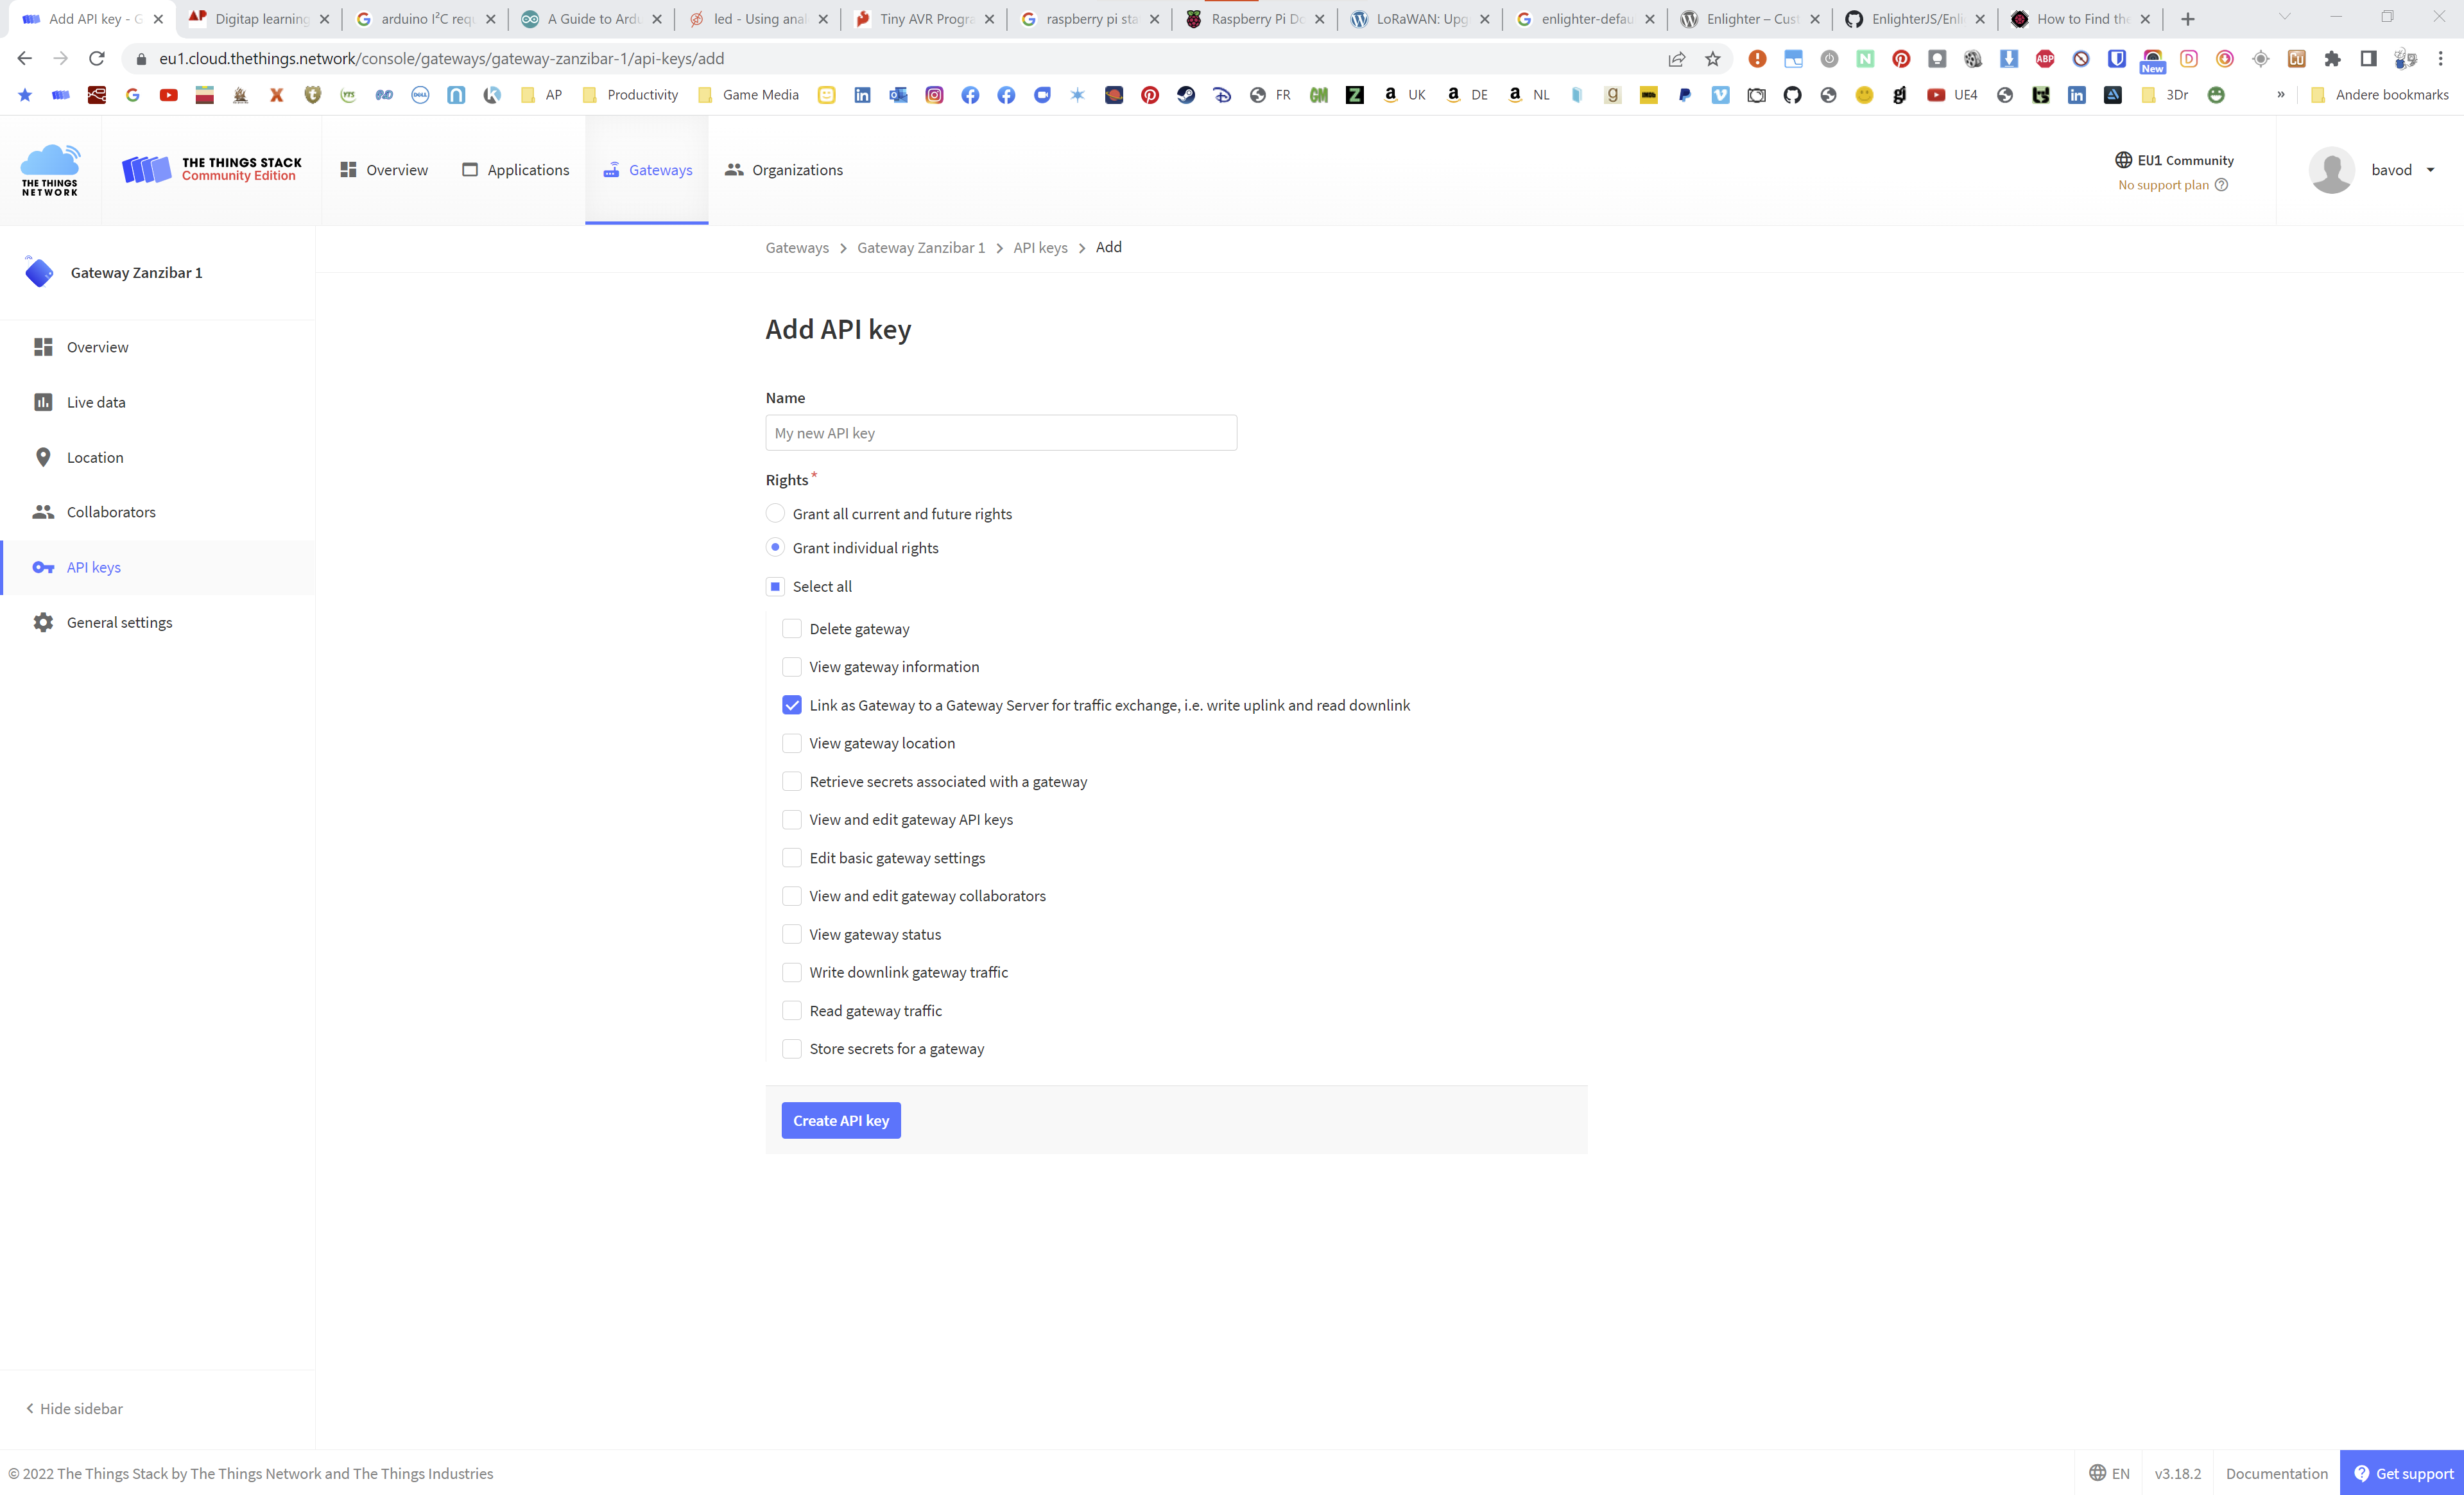 Add API key - G
Digitap learning
arduino I²C requ
A Guide to Ardu
led - Using anal
Tiny AVR Progra
raspberry pi sta
Raspberry Pi Do
LoRaWAN: Upg
enlighter-defau
Enlighter – Cust
EnlighterJS/Enli
How to Find the
eu1.cloud.thethings.network/console/gateways/gateway-zanzibar-1/api-keys/add
ABP
New
AP
Productivity
Game Media
FR
UK
DE
NL
UE4
3Dr
»
Andere bookmarks
THE THINGS
NETWORK
THE THINGS STACK
Community Edition
Overview
Applications
Gateways
Organizations
EU1 Community
No support plan
bavod
Gateway Zanzibar 1
Gateways > Gateway Zanzibar 1 > API keys > Add
Overview
Live data
Location
Collaborators
API keys
General settings
Add API key
Name
My new API key
Rights *
Grant all current and future rights
Grant individual rights
Select all
Delete gateway
View gateway information
Link as Gateway to a Gateway Server for traffic exchange, i.e. write uplink and read downlink
View gateway location
Retrieve secrets associated with a gateway
View and edit gateway API keys
Edit basic gateway settings
View and edit gateway collaborators
View gateway status
Write downlink gateway traffic
Read gateway traffic
Store secrets for a gateway
Create API key
Hide sidebar
© 2022 The Things Stack by The Things Network and The Things Industries
EN
v3.18.2
Documentation
Get support